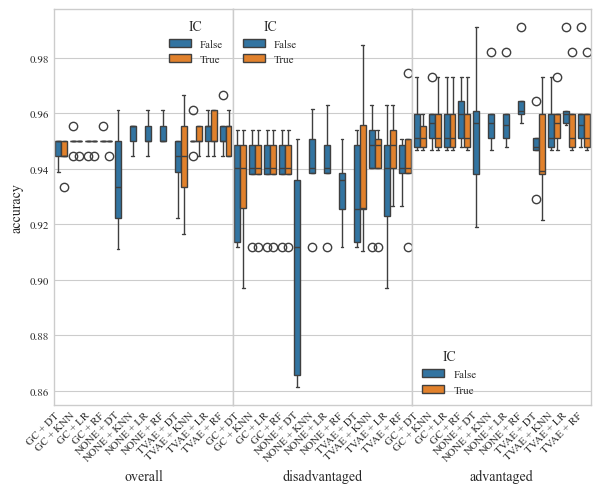 IC
False
True
IC
False
True
IC
False
True
accuracy
0.98
0.96
0.94
0.92
0.90
0.88
0.86
GC + DT
GC + KNN
GC + LR
GC + RF
NONE + DT
NONE + KNN
NONE + LR
NONE + RF
TVAE + DT
TVAE + KNN
TVAE + LR
TVAE + RF
GC + DT
GC + KNN
GC + LR
GC + RF
NONE + DT
NONE + KNN
NONE + LR
NONE + RF
TVAE + DT
TVAE + KNN
TVAE + LR
TVAE + RF
GC + DT
GC + KNN
GC + LR
GC + RF
NONE + DT
NONE + KNN
NONE + LR
NONE + RF
TVAE + DT
TVAE + KNN
TVAE + LR
TVAE + RF
overall
disadvantaged
advantaged